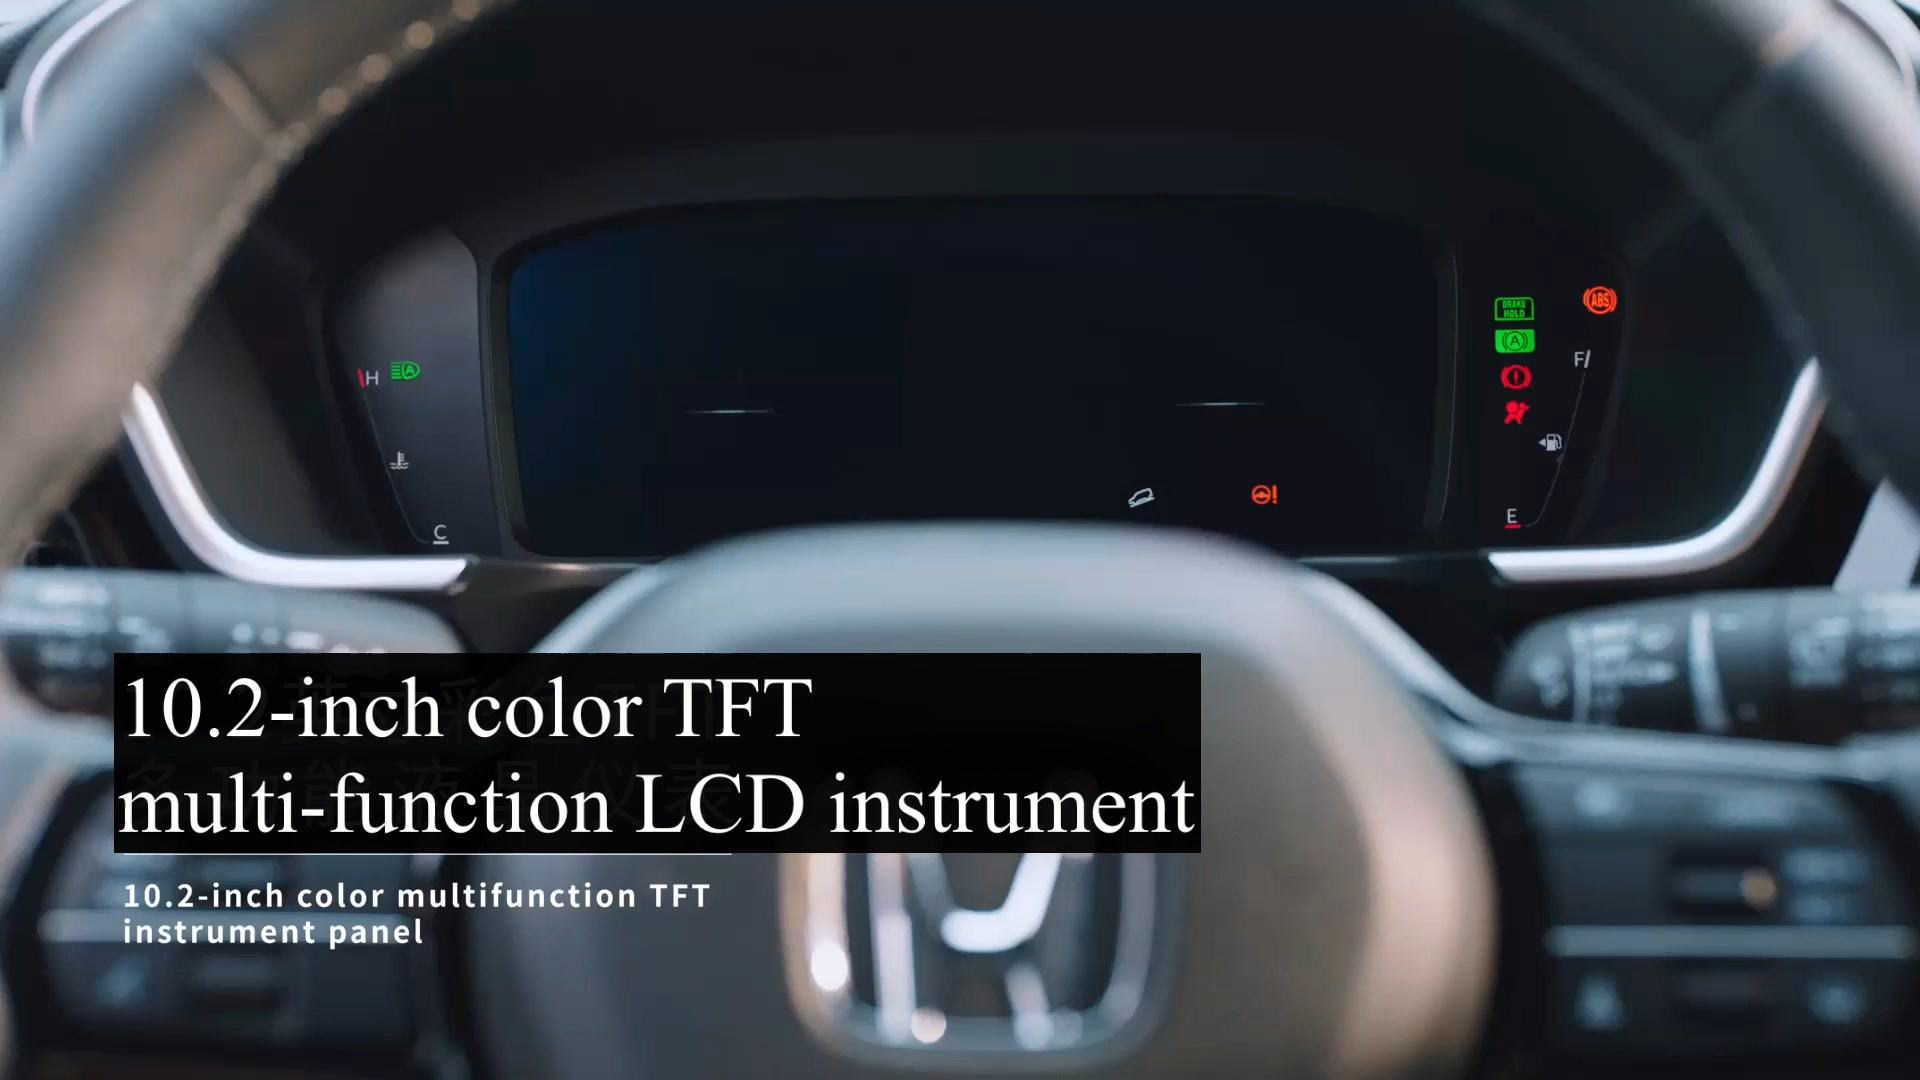 BRAKE
HOLD
ABS
A
A
H
F
C
E
10.2-inch color TFT
multi-function LCD instrument
10.2-inch color multifunction TFT
instrument panel